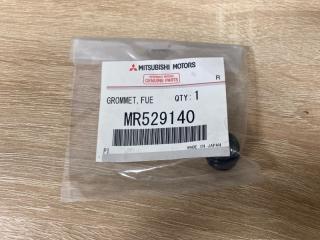 MITSUBISHI MOTORS
GENUINE PARTS
R
GROMMET, FUE QTY: 1
MR529140
MADE IN JAPAN